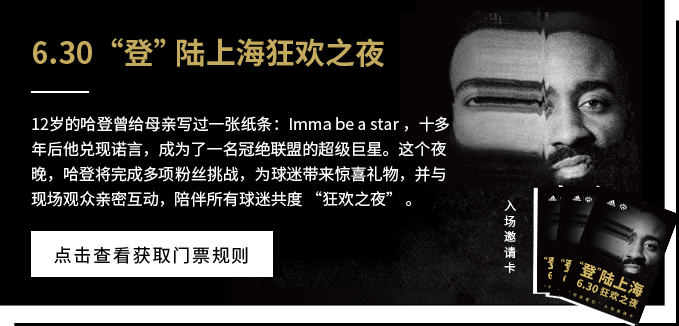 6.30 “登”陆上海狂欢之夜
12岁的哈登曾给母亲写过一张纸条：Imma be a star ，十多
年后他兑现诺言，成为了一名冠绝联盟的超级巨星。这个夜
晚，哈登将完成多项粉丝挑战，为球迷带来惊喜礼物，并与
现场观众亲密互动，陪伴所有球迷共度 “狂欢之夜” 。
点击查看获取门票规则
入场邀请卡
“登”陆上海
6.30 狂欢之夜